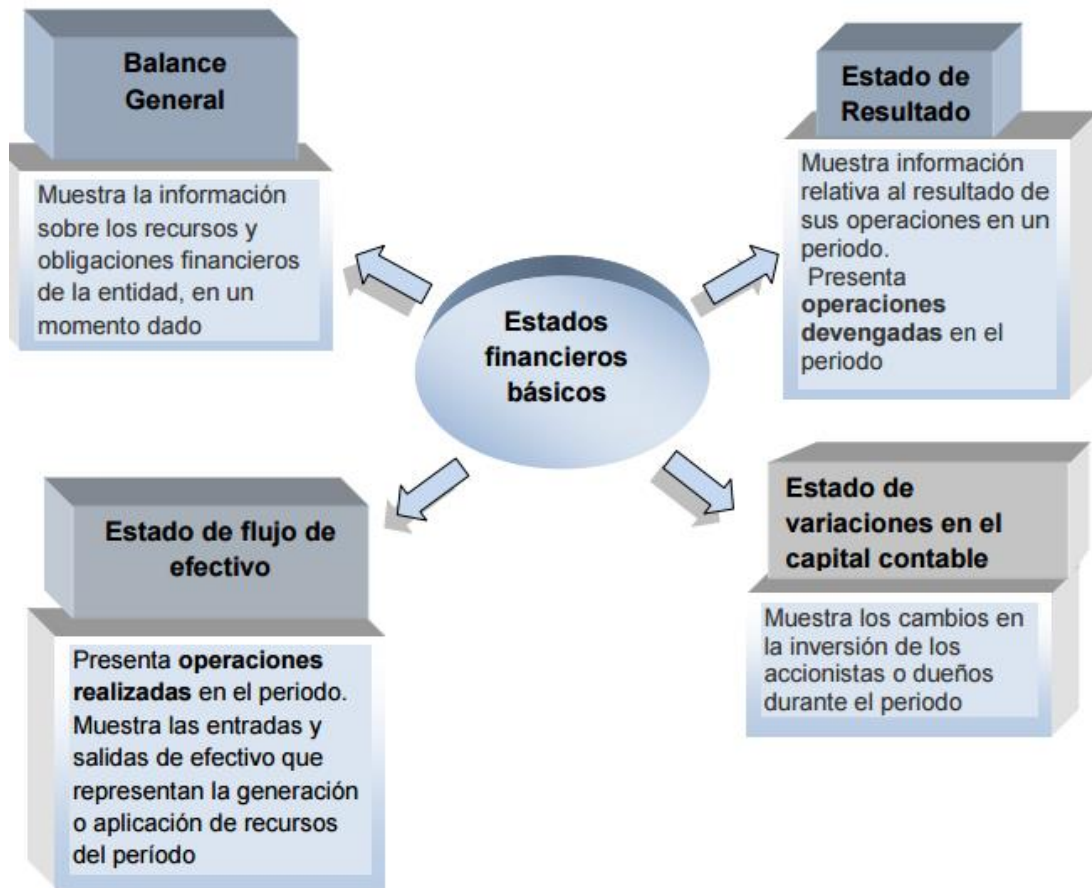 Balance
General
Muestra la información
sobre los recursos y
obligaciones financieros
de la entidad, en un
momento dado
Estado de
Resultado
Muestra información
relativa al resultado de
sus operaciones en un
periodo.
Presenta
operaciones
devengadas en el
periodo
Estados
financieros
básicos
Estado de flujo de
efectivo
Presenta operaciones
realizadas en el periodo.
Muestra las entradas y
salidas de efectivo que
representan la generación
o aplicación de recursos
del período
Estado de
variaciones en el
capital contable
Muestra los cambios en
la inversión de los
accionistas o dueños
durante el periodo